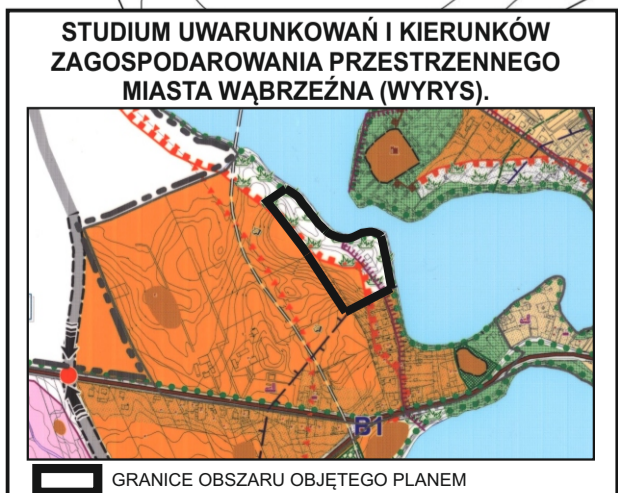 STUDIUM UWARUNKOWAŃ I KIERUNKÓW
ZAGOSPODAROWANIA PRZESTRZENNEGO
MIASTA WĄBRZEŹNA (WYRYS).
B1
GRANICE OBSZARU OBJĘTEGO PLANEM